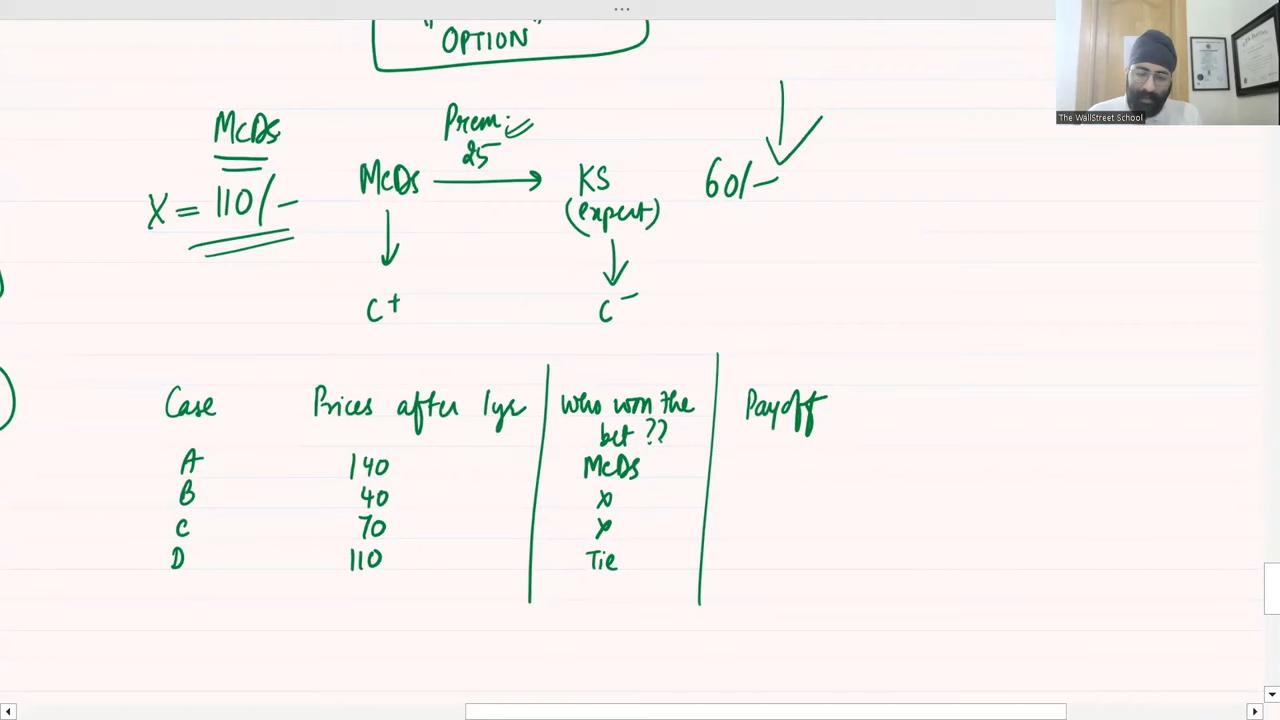 "OPTION"
McDs
X = 110/-
Prem.
25
McDs
KS
(expert)
60/-
C+
C-
The WallStreet School
Case Prices after 1yr Who won the bet ?? Payoff
A 140 McDs
B 40 x
C 70 x
D 110 Tie